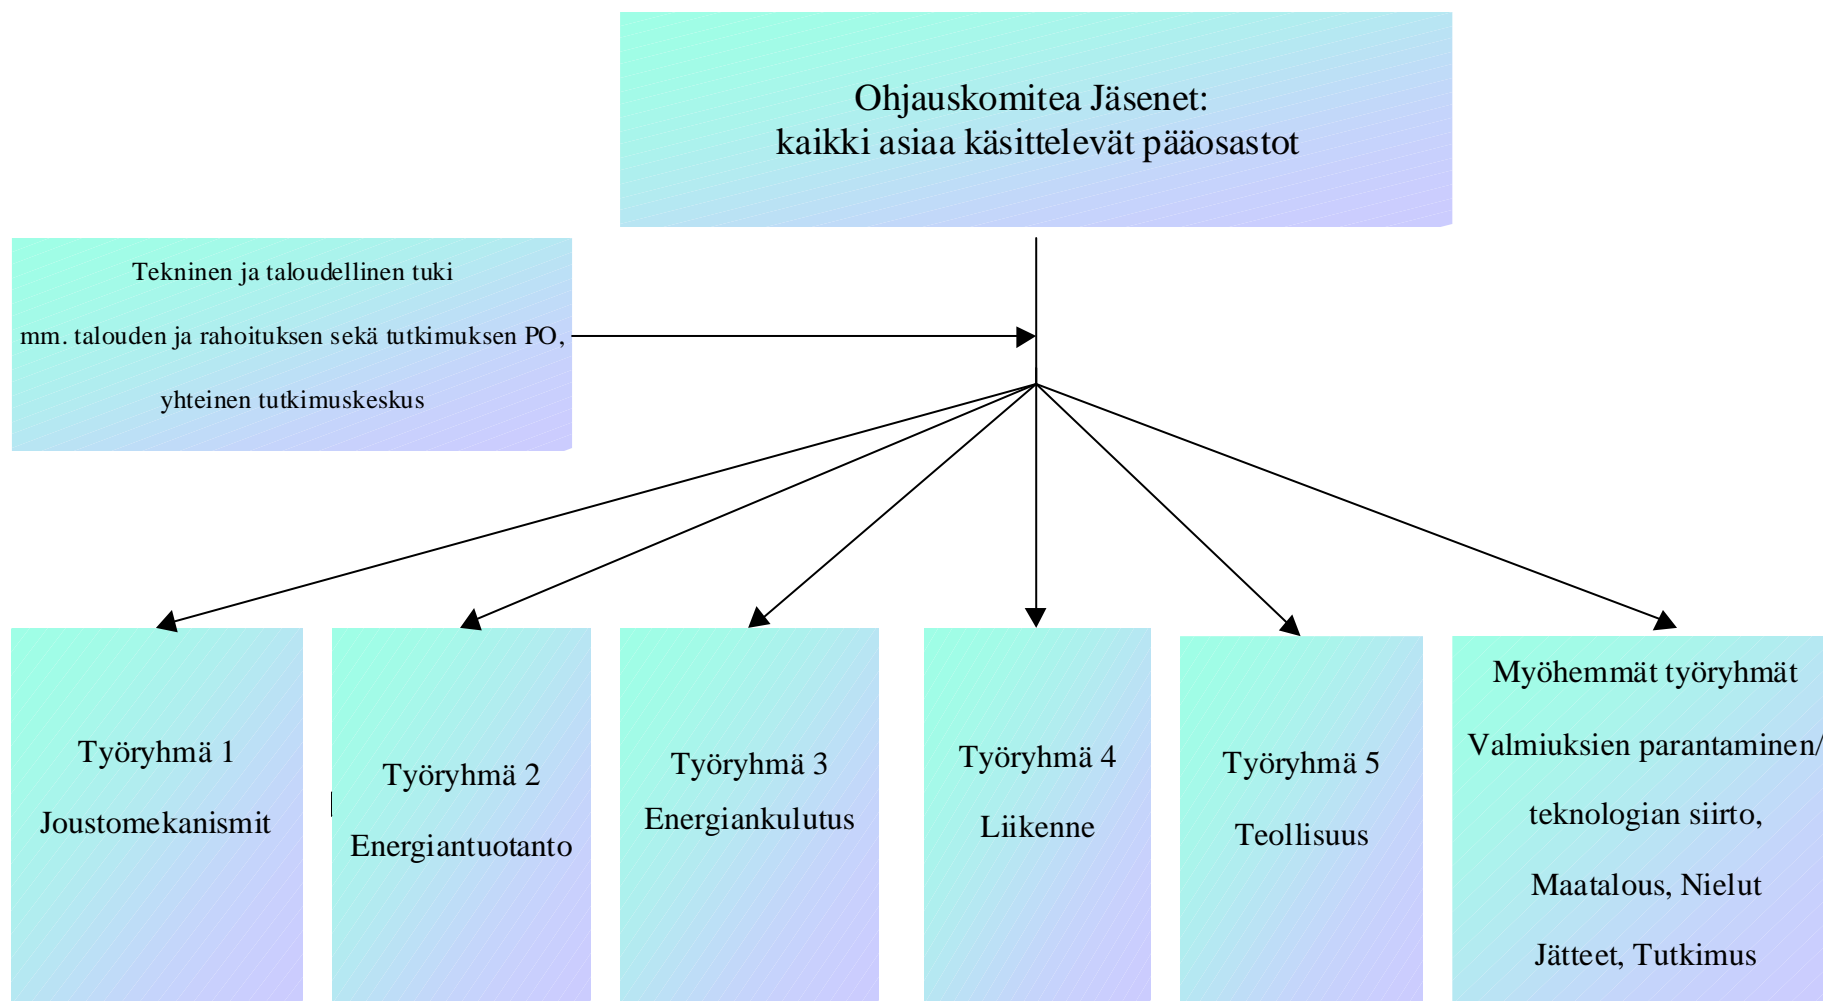 Ohjauskomitea Jäsenet:
kaikki asiaa käsittelevät pääosastot
Tekninen ja taloudellinen tuki
mm. talouden ja rahoituksen sekä tutkimuksen PO,
yhteinen tutkimuskeskus
Työryhmä 1
Joustomekanismit
Työryhmä 2
Energiantuotanto
Työryhmä 3
Energiankulutus
Työryhmä 4
Liikenne
Työryhmä 5
Teollisuus
Myöhemmät työryhmät
Valmiuksien parantaminen/
teknologian siirto,
Maatalous, Nielut
Jätteet, Tutkimus